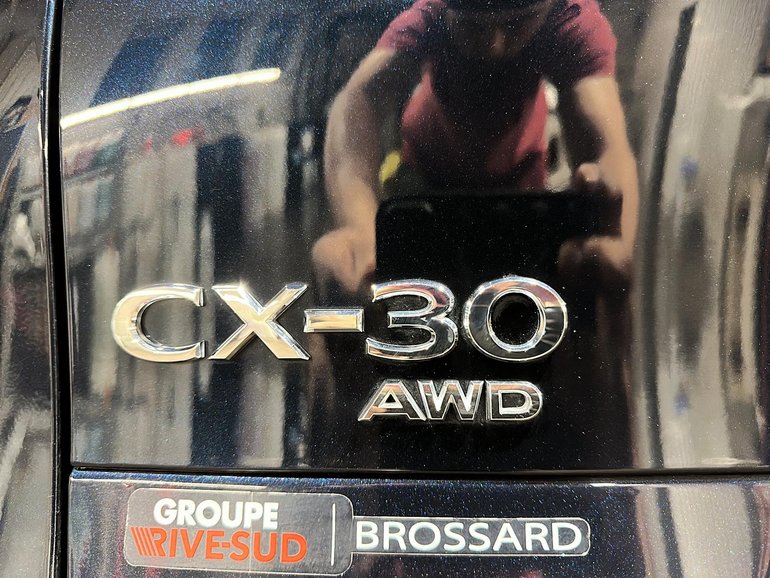 CX-30
AWD
GROUPE
RIVE-SUD
BROSSARD